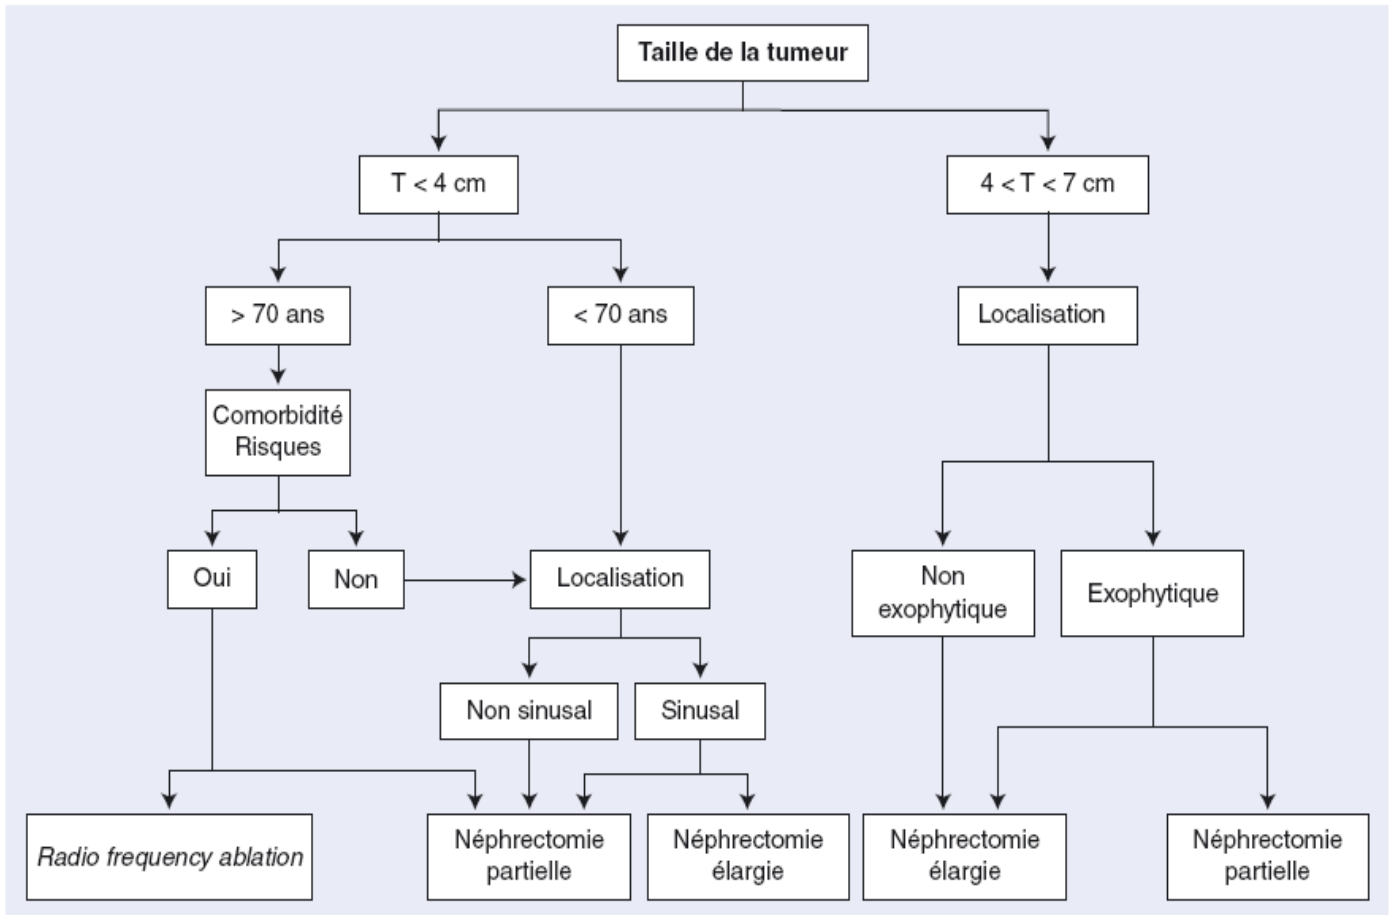 Taille de la tumeur
T < 4 cm
4 < T < 7 cm
> 70 ans
< 70 ans
Localisation
Comorbidité
Risques
Oui
Non
Localisation
Non
exophytique
Exophytique
Non sinusal
Sinusal
Radio frequency ablation
Néphrectomie
partielle
Néphrectomie
élargie
Néphrectomie
élargie
Néphrectomie
partielle